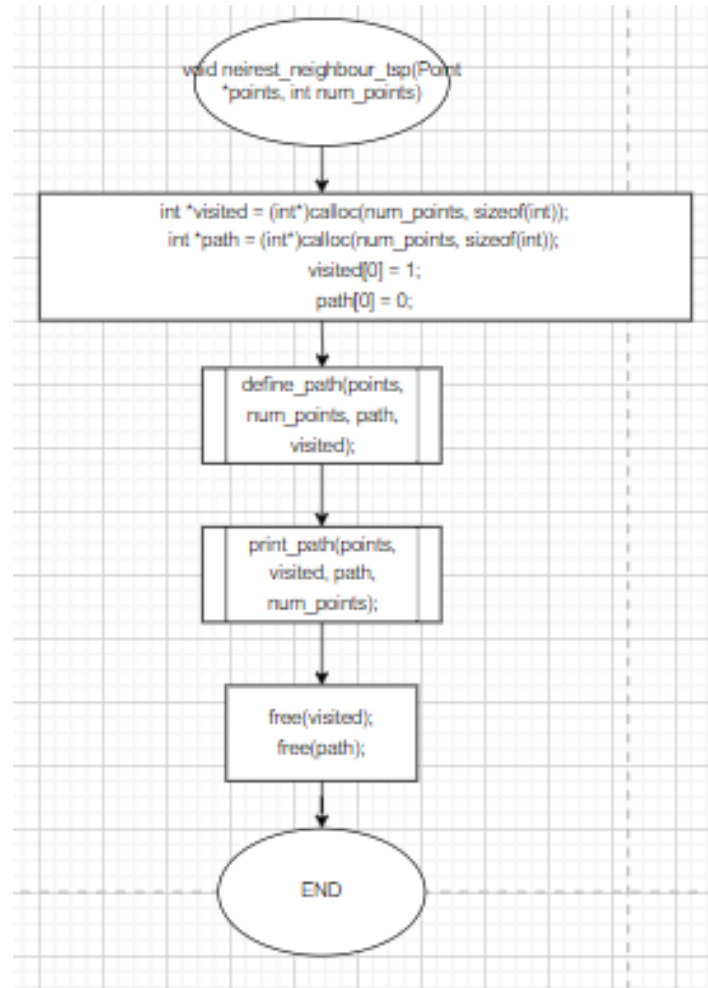 void neirest_neighbour_tsp(Point
*points, int num_points)
int *visited = (int*)calloc(num_points, sizeof(int));
int *path = (int*)calloc(num_points, sizeof(int));
visited[0] = 1;
path[0] = 0;
define_path(points,
num_points, path,
visited);
print_path(points,
visited, path,
num_points);
free(visited);
free(path);
END